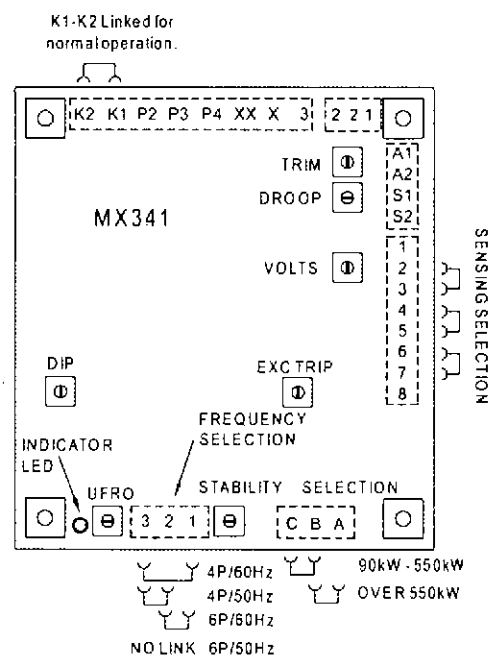 K1-K2 Linked for
normal operation.
K2 K1 P2 P3 P4 XX X 3 2 2 1
A1
A2
S1
S2
TRIM
DROOP
MX341
VOLTS
1
2
3
4
5
6
7
8
SENSING SELECTION
DIP
EXC TRIP
FREQUENCY
SELECTION
INDICATOR
LED
UFRO
STABILITY SELECTION
3 2 1
C B A
4P/60Hz
4P/50Hz
6P/60Hz
NO LINK 6P/50Hz
90kW - 550kW
OVER 550kW